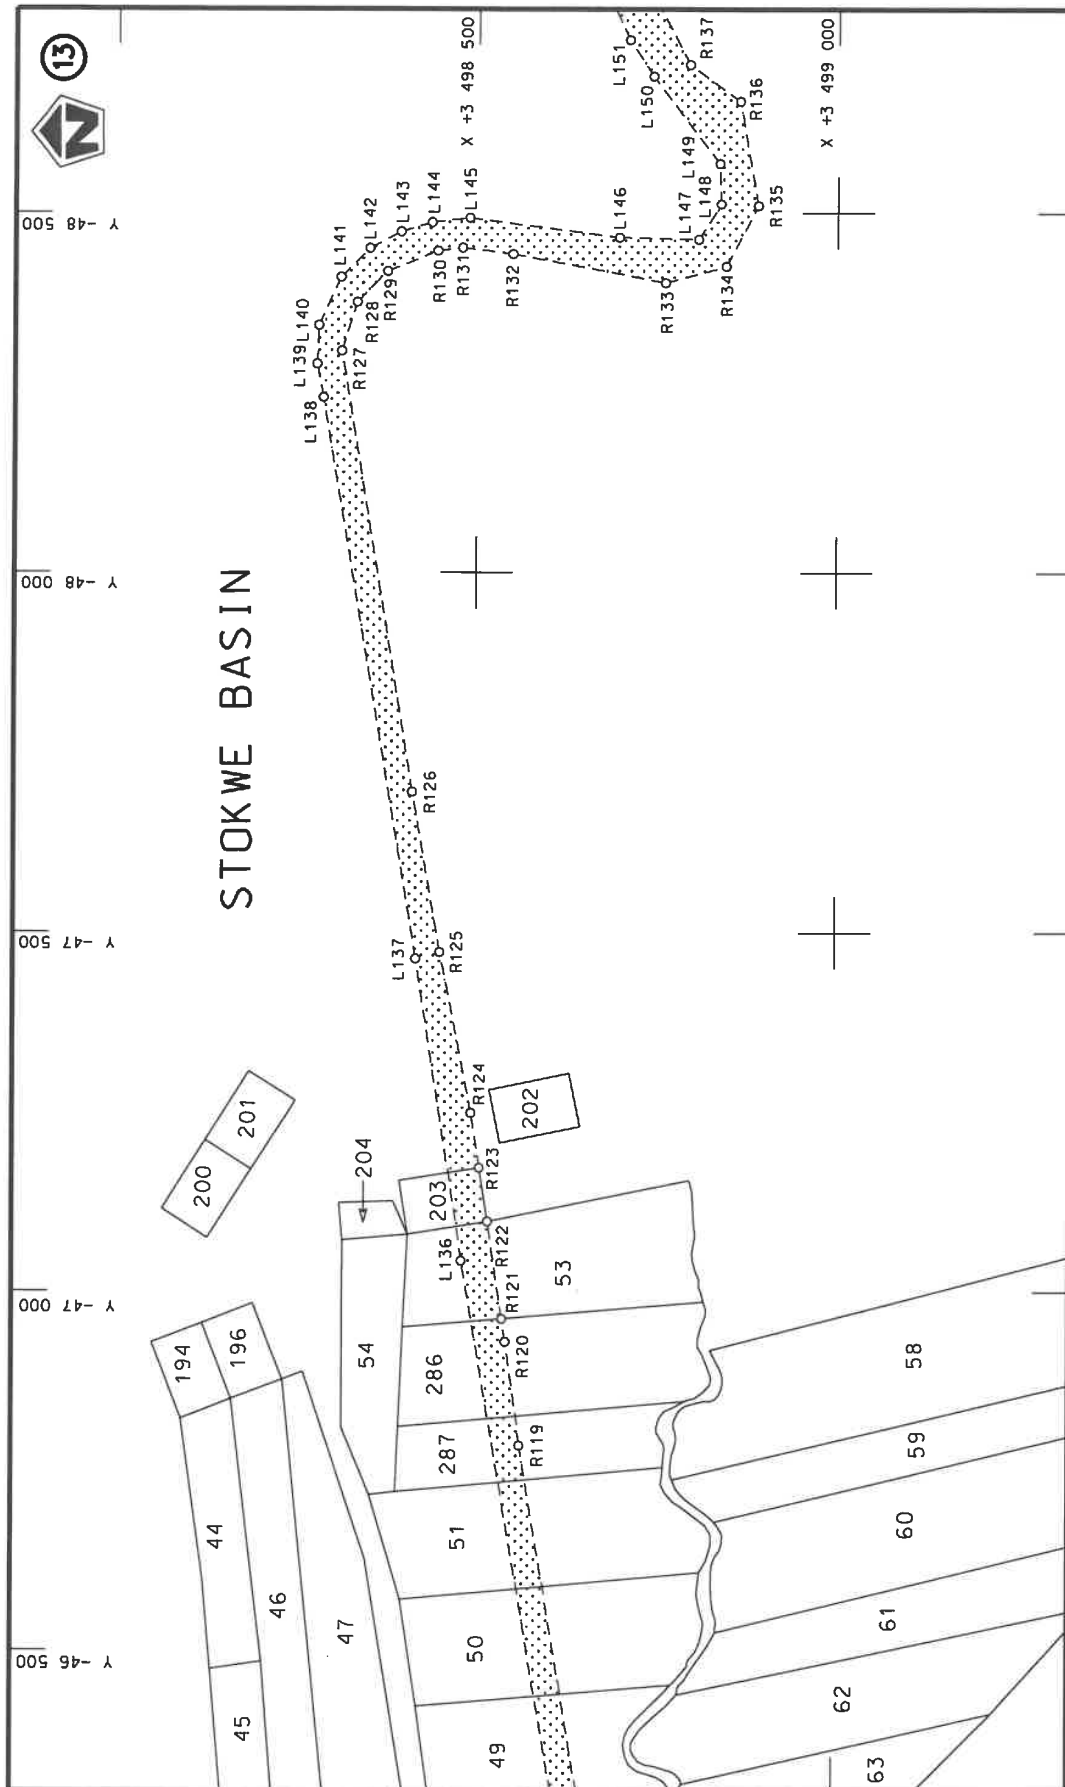 13
N
X +3 498 500
X +3 499 000
Y -48 500
Y -48 000
Y -47 500
Y -47 000
Y -46 500
STOKWE BASIN
L151
L150
L149
L148
L147
L146
L145
L144
L143
L142
L141
L140
L139
L138
L137
L136
R137
R136
R135
R134
R133
R132
R131
R130
R129
R128
R127
R126
R125
R124
R123
R122
R121
R120
R119
200
201
202
203
204
194
196
53
54
286
287
58
59
60
61
62
63
44
45
46
47
49
50
51